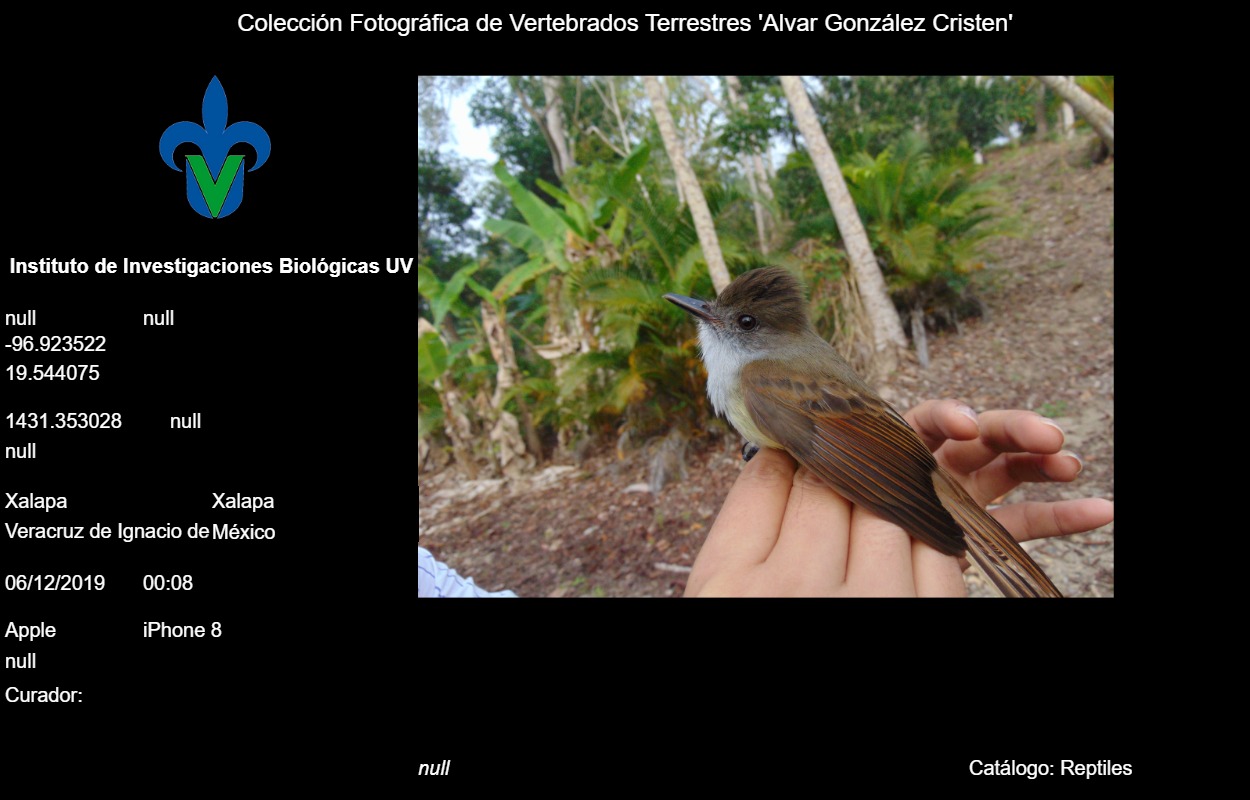 Colección Fotográfica de Vertebrados Terrestres 'Alvar González Cristen'
V
Instituto de Investigaciones Biológicas UV
null null
-96.923522
19.544075
1431.353028 null
null
Xalapa Xalapa
Veracruz de Ignacio de México
06/12/2019 00:08
Apple iPhone 8
null
Curador:
null Catálogo: Reptiles